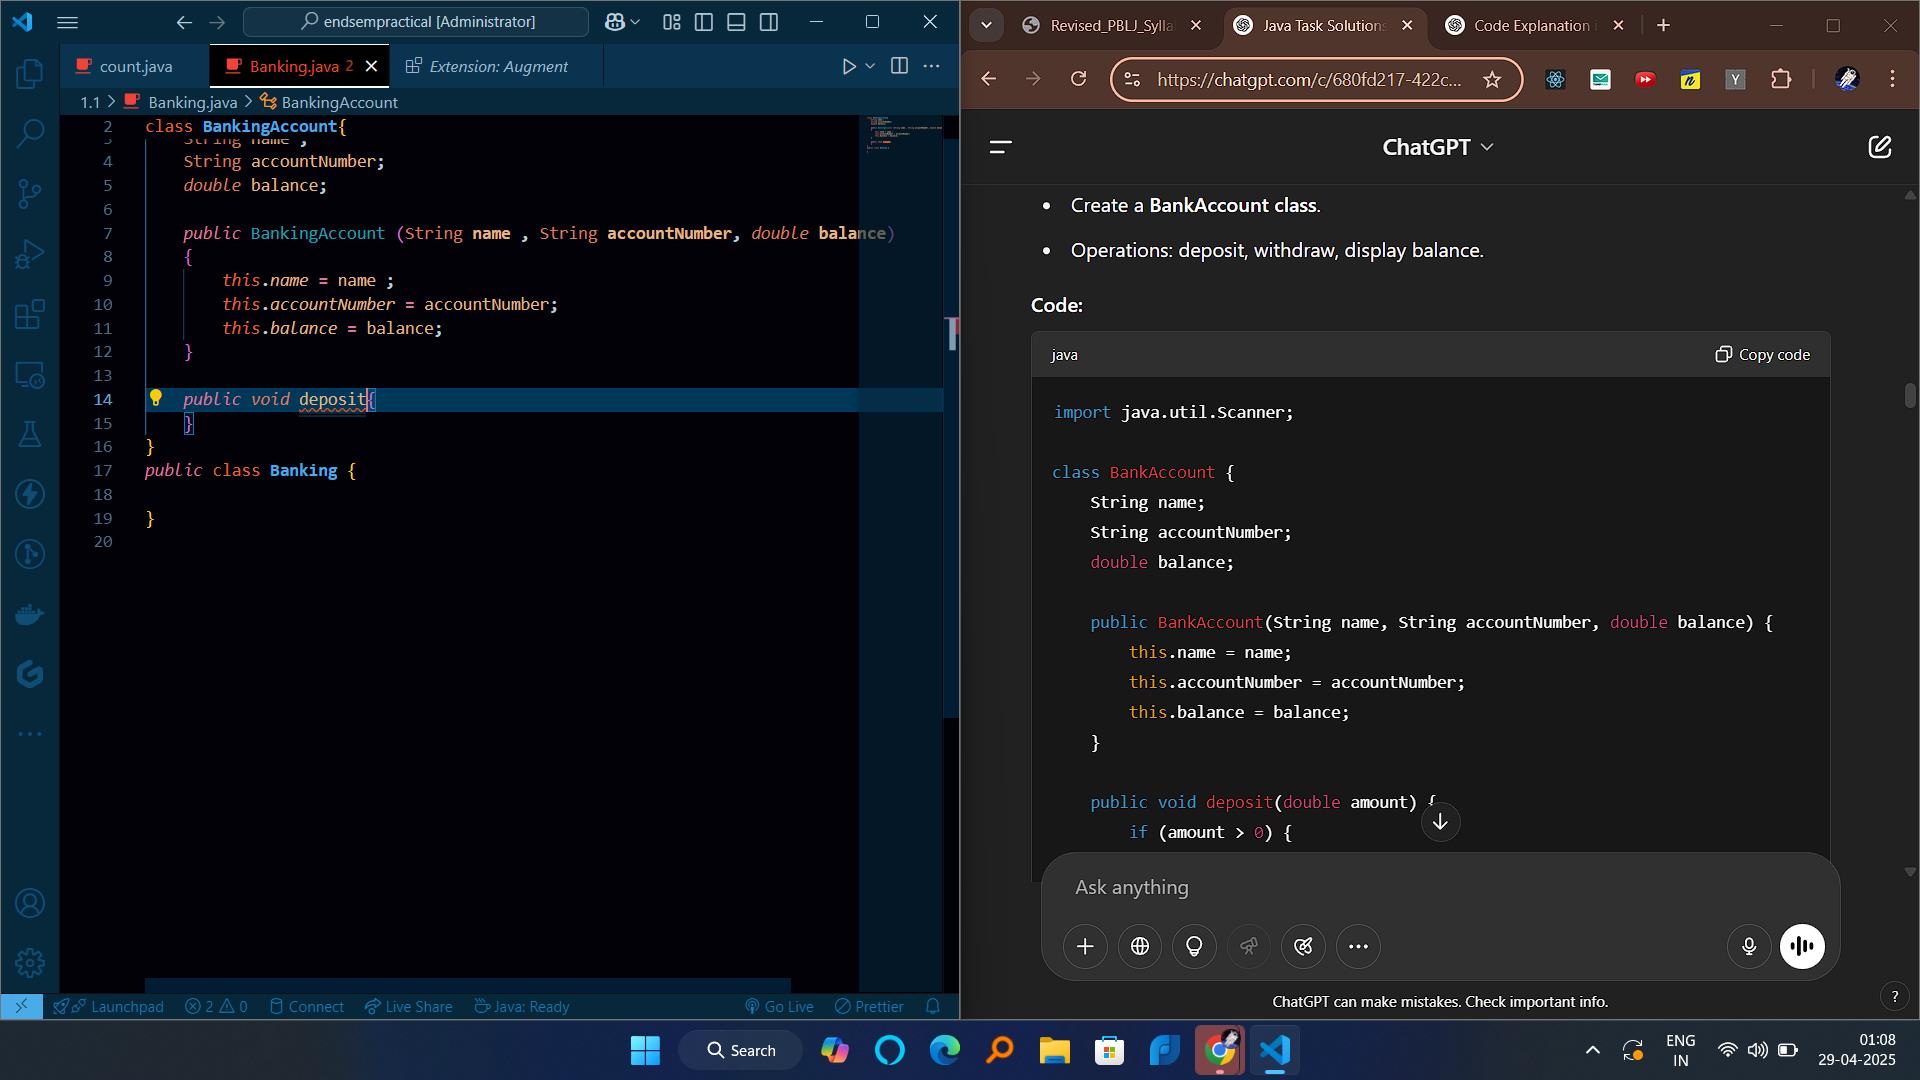 endsempractical [Administrator]
count.java
Banking.java 2
Extension: Augment
1.1 > Banking.java > BankingAccount
2 class BankingAccount{
3 String name ;
4 String accountNumber;
5 double balance;
6
7 public BankingAccount (String name , String accountNumber, double balance)
8 {
9 this.name = name ;
10 this.accountNumber = accountNumber;
11 this.balance = balance;
12 }
13
14 public void deposit{
15 }
16 }
17 public class Banking {
18
19 }
20
Launchpad
2 0
Connect
Live Share
Java: Ready
Go Live
Prettier
Revised_PBLJ_Sylla
Java Task Solutions
Code Explanation
https://chatgpt.com/c/680fd217-422c...
ChatGPT
• Create a BankAccount class.
• Operations: deposit, withdraw, display balance.
Code:
java
Copy code
import java.util.Scanner;
class BankAccount {
String name;
String accountNumber;
double balance;
public BankAccount(String name, String accountNumber, double balance) {
this.name = name;
this.accountNumber = accountNumber;
this.balance = balance;
}
public void deposit(double amount) {
if (amount > 0) {
Ask anything
ChatGPT can make mistakes. Check important info.
?
Search
ENG
IN
01:08
29-04-2025